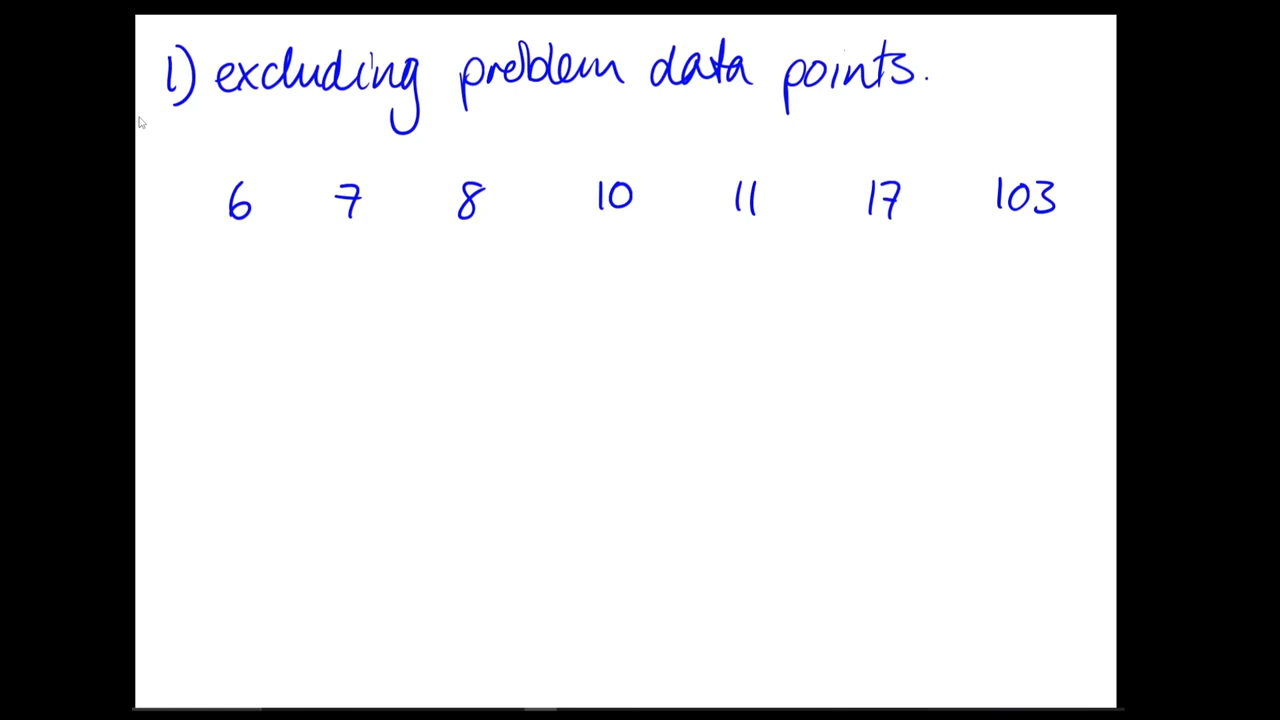 1) excluding problem data points.
6 7 8 10 11 17 103